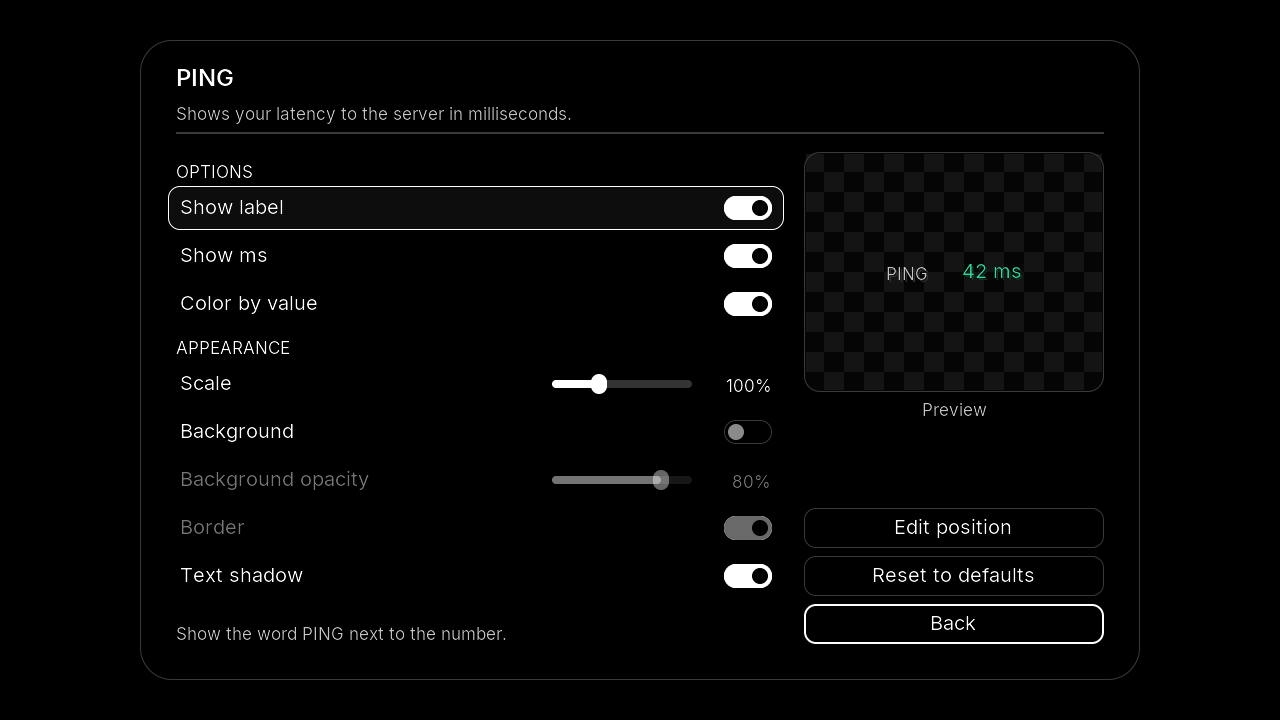 PING
Shows your latency to the server in milliseconds.
OPTIONS
Show label
Show ms
Color by value
APPEARANCE
Scale 100%
Background
Background opacity 80%
Border
Text shadow
Show the word PING next to the number.
PING 42 ms
Preview
Edit position
Reset to defaults
Back